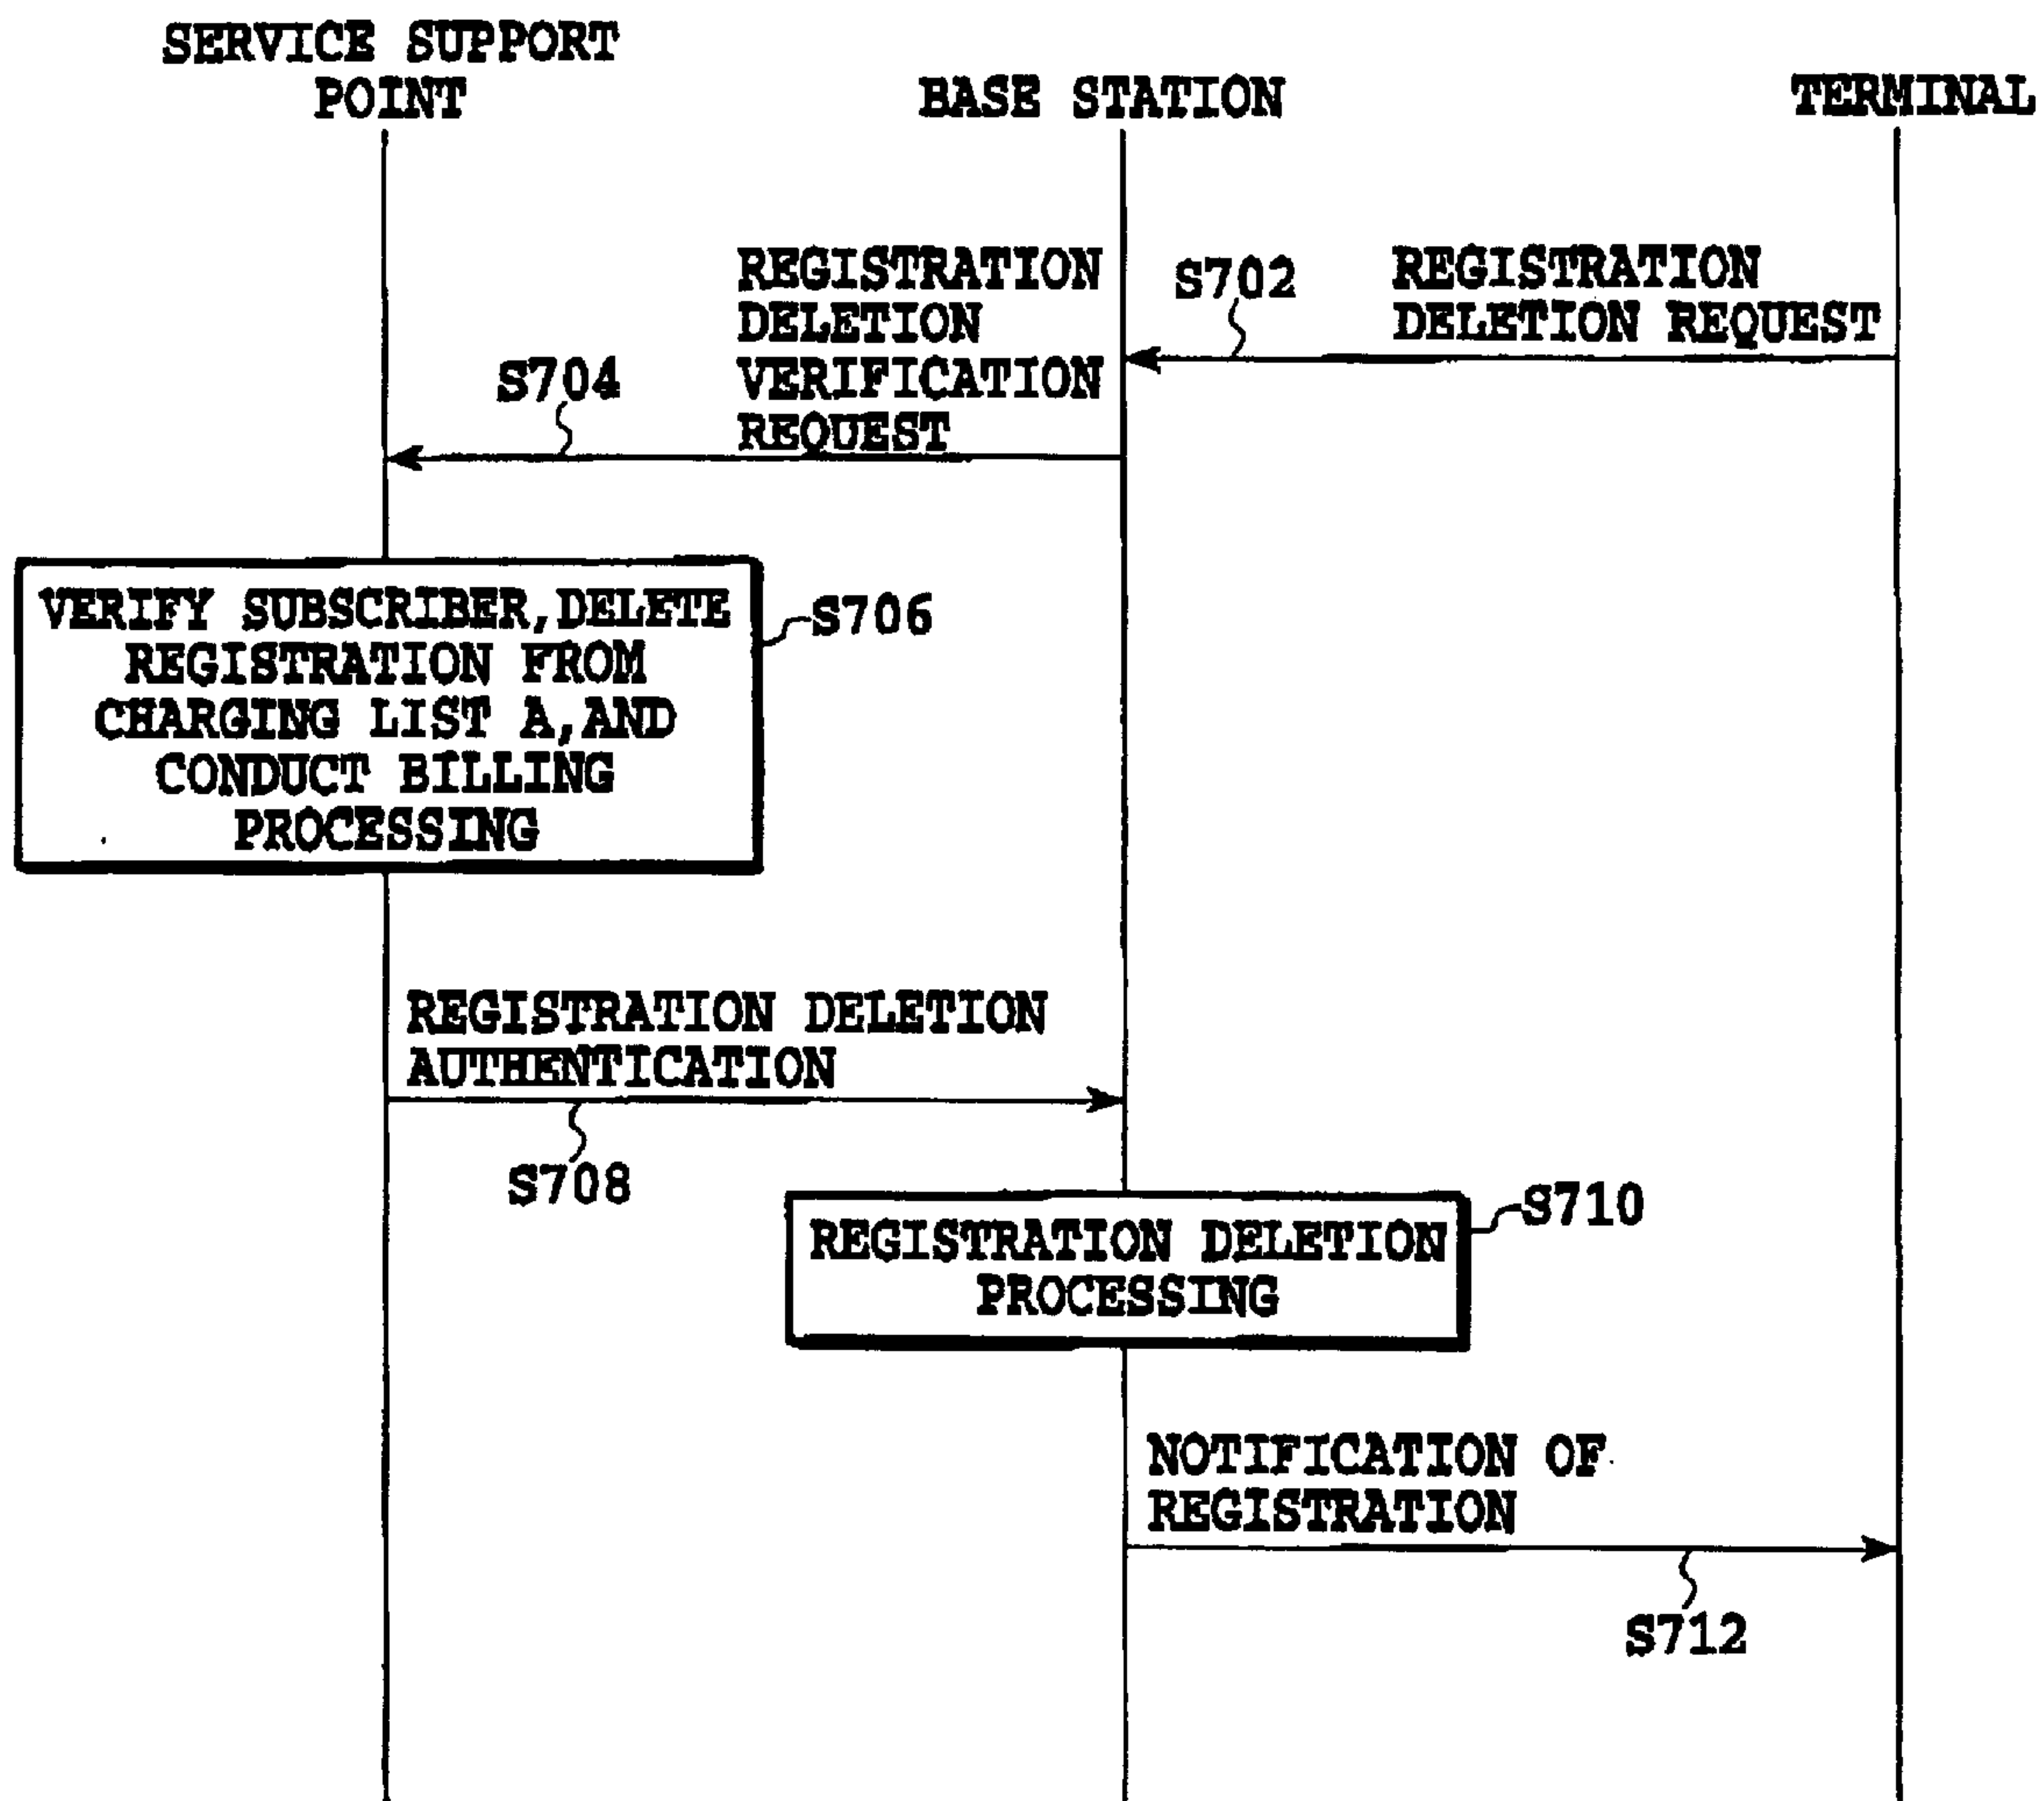 SERVICE SUPPORT
POINT
BASE STATION
TERMINAL
REGISTRATION
DELETION REQUEST
S702
REGISTRATION
DELETION
VERIFICATION
REQUEST
S704
VERIFY SUBSCRIBER, DELETE
REGISTRATION FROM
CHARGING LIST A, AND
CONDUCT BILLING
PROCESSING
S706
REGISTRATION DELETION
AUTHENTICATION
S708
REGISTRATION DELETION
PROCESSING
S710
NOTIFICATION OF
REGISTRATION
S712